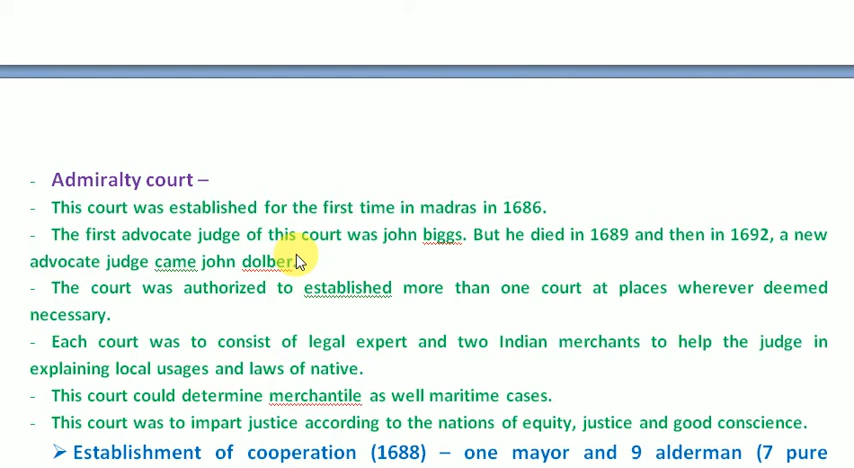 - Admiralty court –
- This court was established for the first time in madras in 1686.
- The first advocate judge of this court was john biggs. But he died in 1689 and then in 1692, a new
advocate judge came john dolber.
- The court was authorized to established more than one court at places wherever deemed
necessary.
- Each court was to consist of legal expert and two Indian merchants to help the judge in
explaining local usages and laws of native.
- This court could determine merchantile as well maritime cases.
- This court was to impart justice according to the nations of equity, justice and good conscience.
➢ Establishment of cooperation (1688) – one mayor and 9 alderman (7 pure